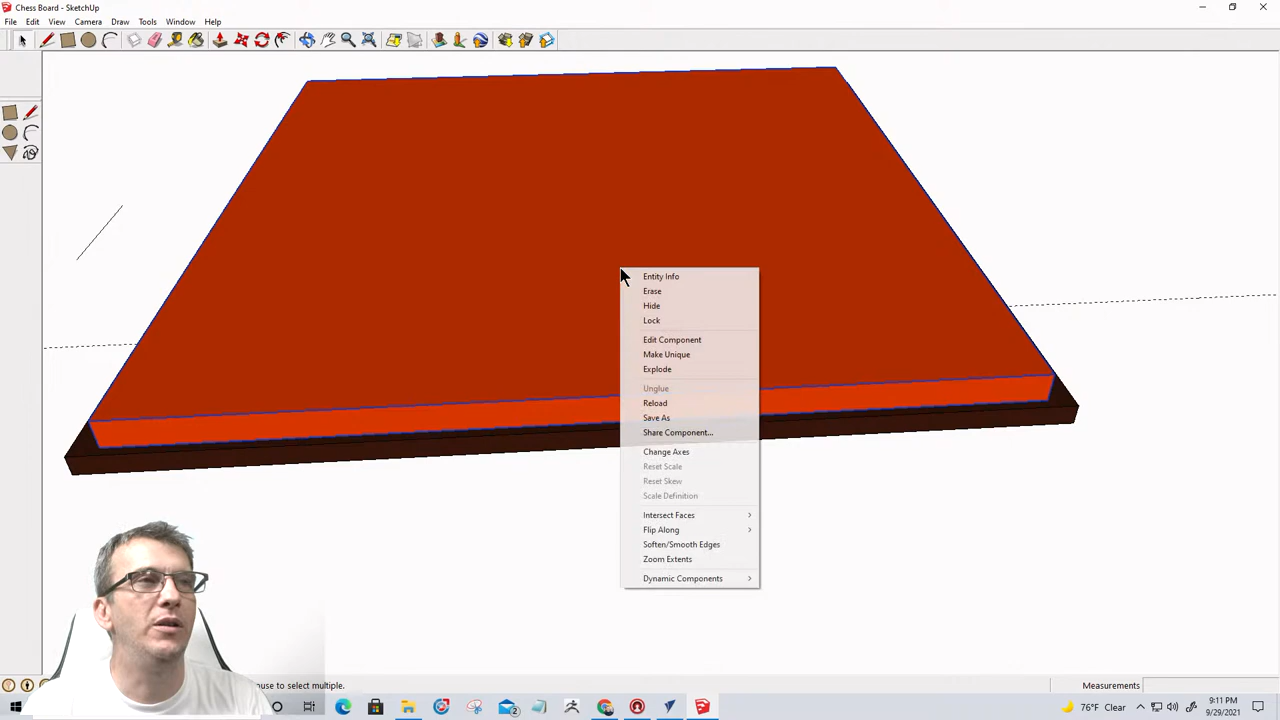 Chess Board - SketchUp
File Edit View Camera Draw Tools Window Help
Entity Info
Erase
Hide
Lock
Edit Component
Make Unique
Explode
Unglue
Reload
Save As
Share Component...
Change Axes
Reset Scale
Reset Skew
Scale Definition
Intersect Faces
Flip Along
Soften/Smooth Edges
Zoom Extents
Dynamic Components
to select multiple.
Measurements
2
76°F Clear
9:11 PM
9/29/2021